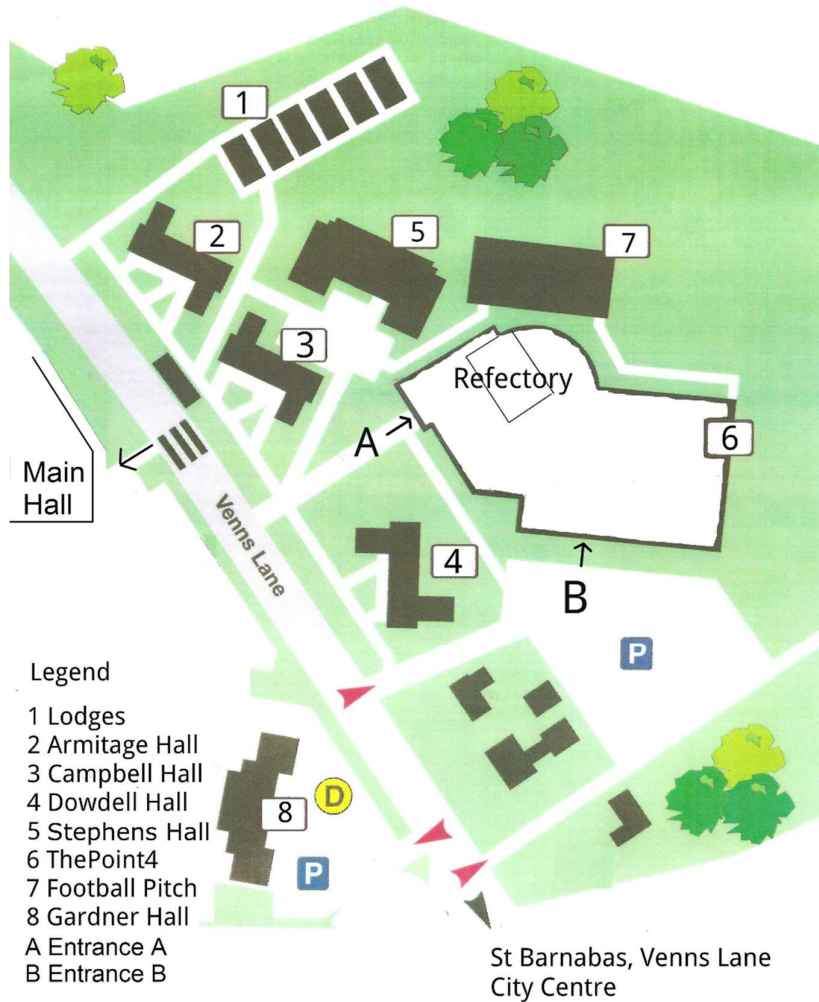 1
2
5
7
3
Refectory
A
6
Main
Hall
Venns Lane
4
B
P
Legend
1 Lodges
2 Armitage Hall
3 Campbell Hall
4 Dowdell Hall
5 Stephens Hall
6 ThePoint4
7 Football Pitch
8 Gardner Hall
A Entrance A
B Entrance B
D
8
P
St Barnabas, Venns Lane
City Centre